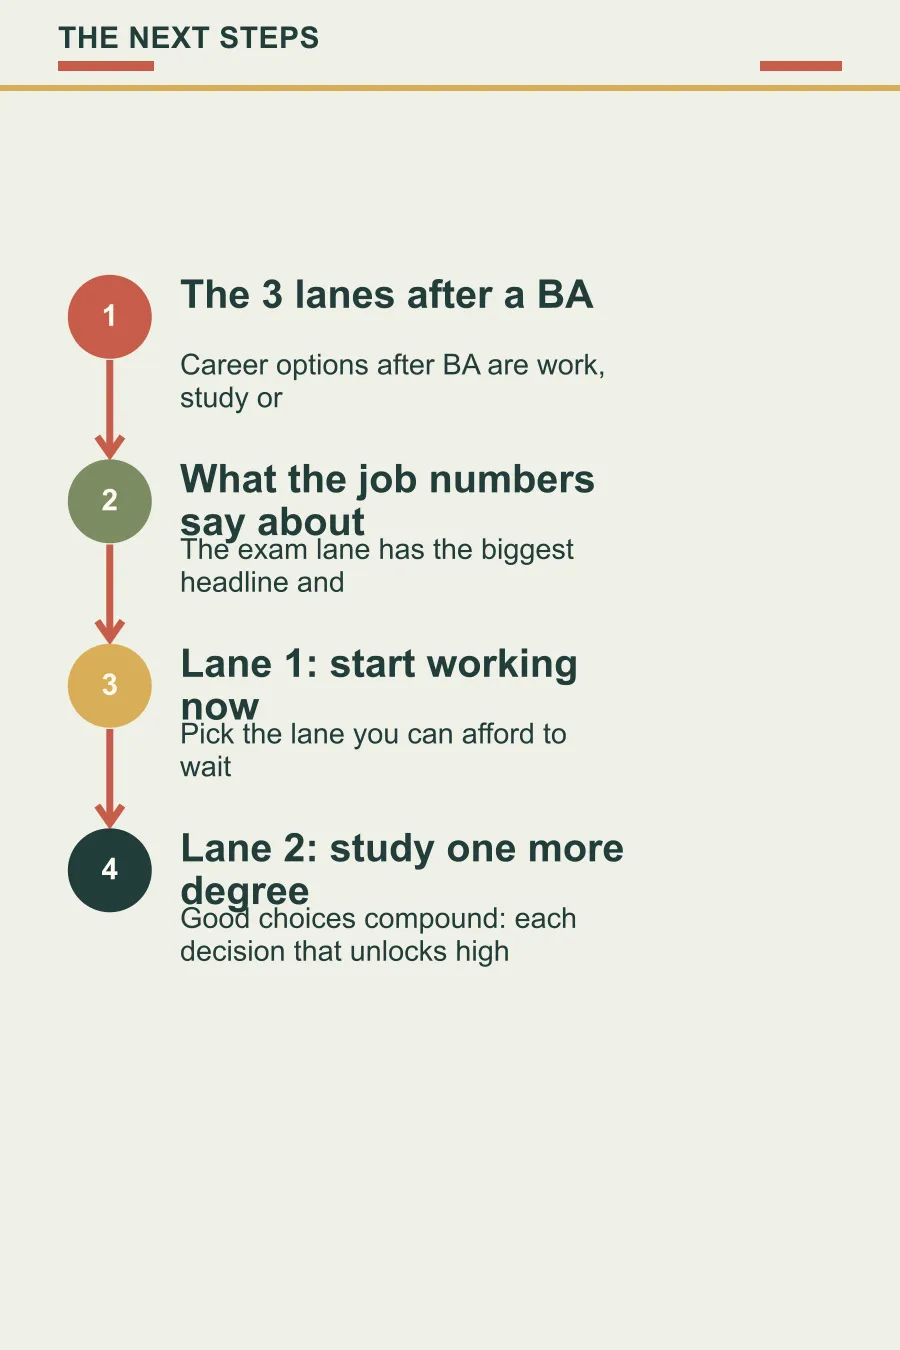 THE NEXT STEPS
1
The 3 lanes after a BA
Career options after BA are work,
study or
2
What the job numbers
say about
The exam lane has the biggest
headline and
3
Lane 1: start working
now
Pick the lane you can afford to
wait
4
Lane 2: study one more
degree
Good choices compound: each
decision that unlocks high